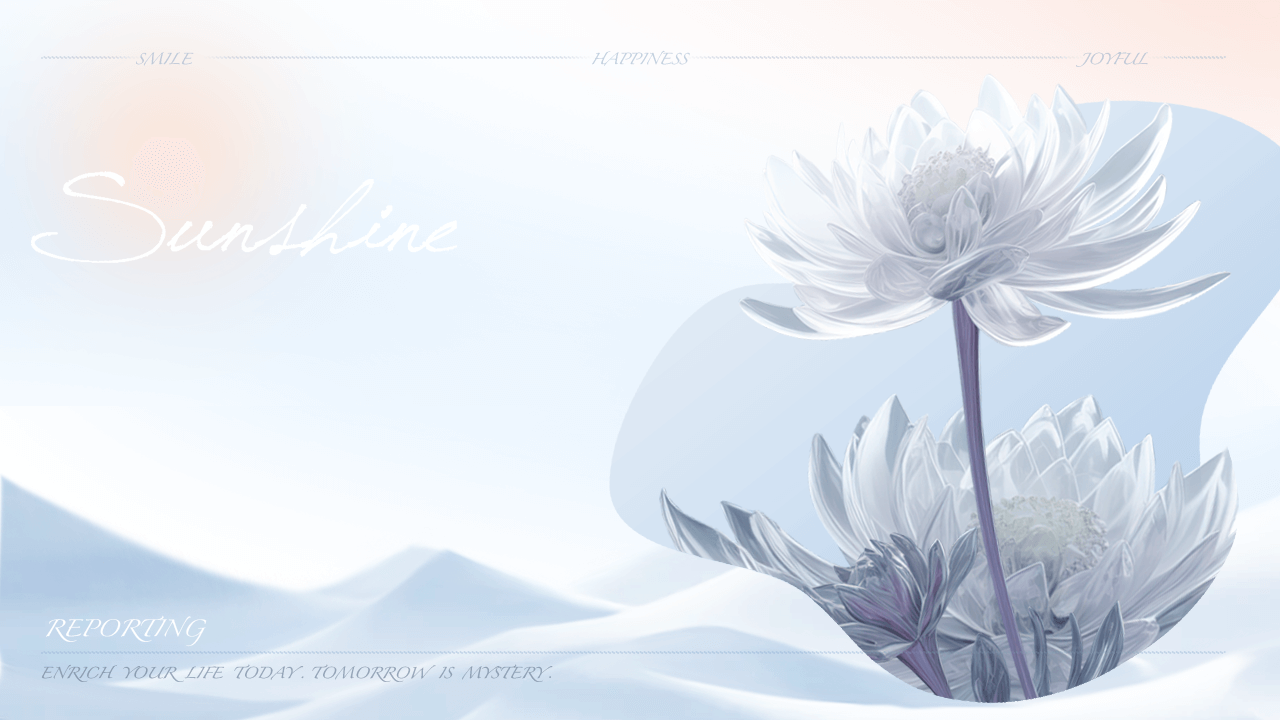 SMILE HAPPINESS JOYFUL
Sunshine
REPORTING
ENRICH YOUR LIFE TODAY. TOMORROW IS MYSTERY.